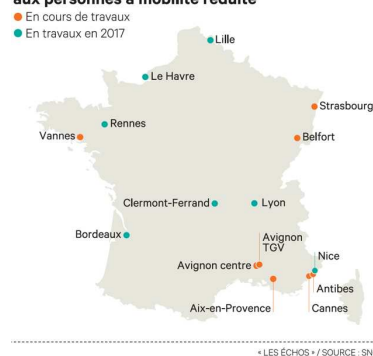 aux personnes à mobilité réduite
En cours de travaux
En travaux en 2017
Lille
Le Havre
Strasbourg
Rennes
Vannes
Belfort
Clermont-Ferrand
Lyon
Bordeaux
Avignon
TGV
Nice
Avignon centre
Antibes
Aix-en-Provence
Cannes
« LES ÉCHOS » / SOURCE : SN